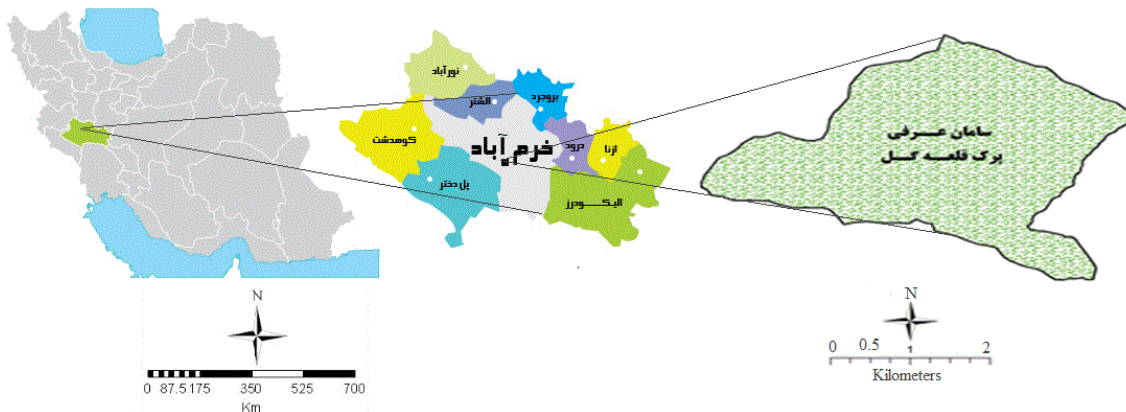 نورآباد
الشتر
بروجرد
کوهدشت
خرم آباد
درود
ازنا
پل دختر
الیگودرز
سامان عرفی
پرک قلعه گل
N
0 87.5 175 350 525 700
Km
N
0 0.5 1 2
Kilometers